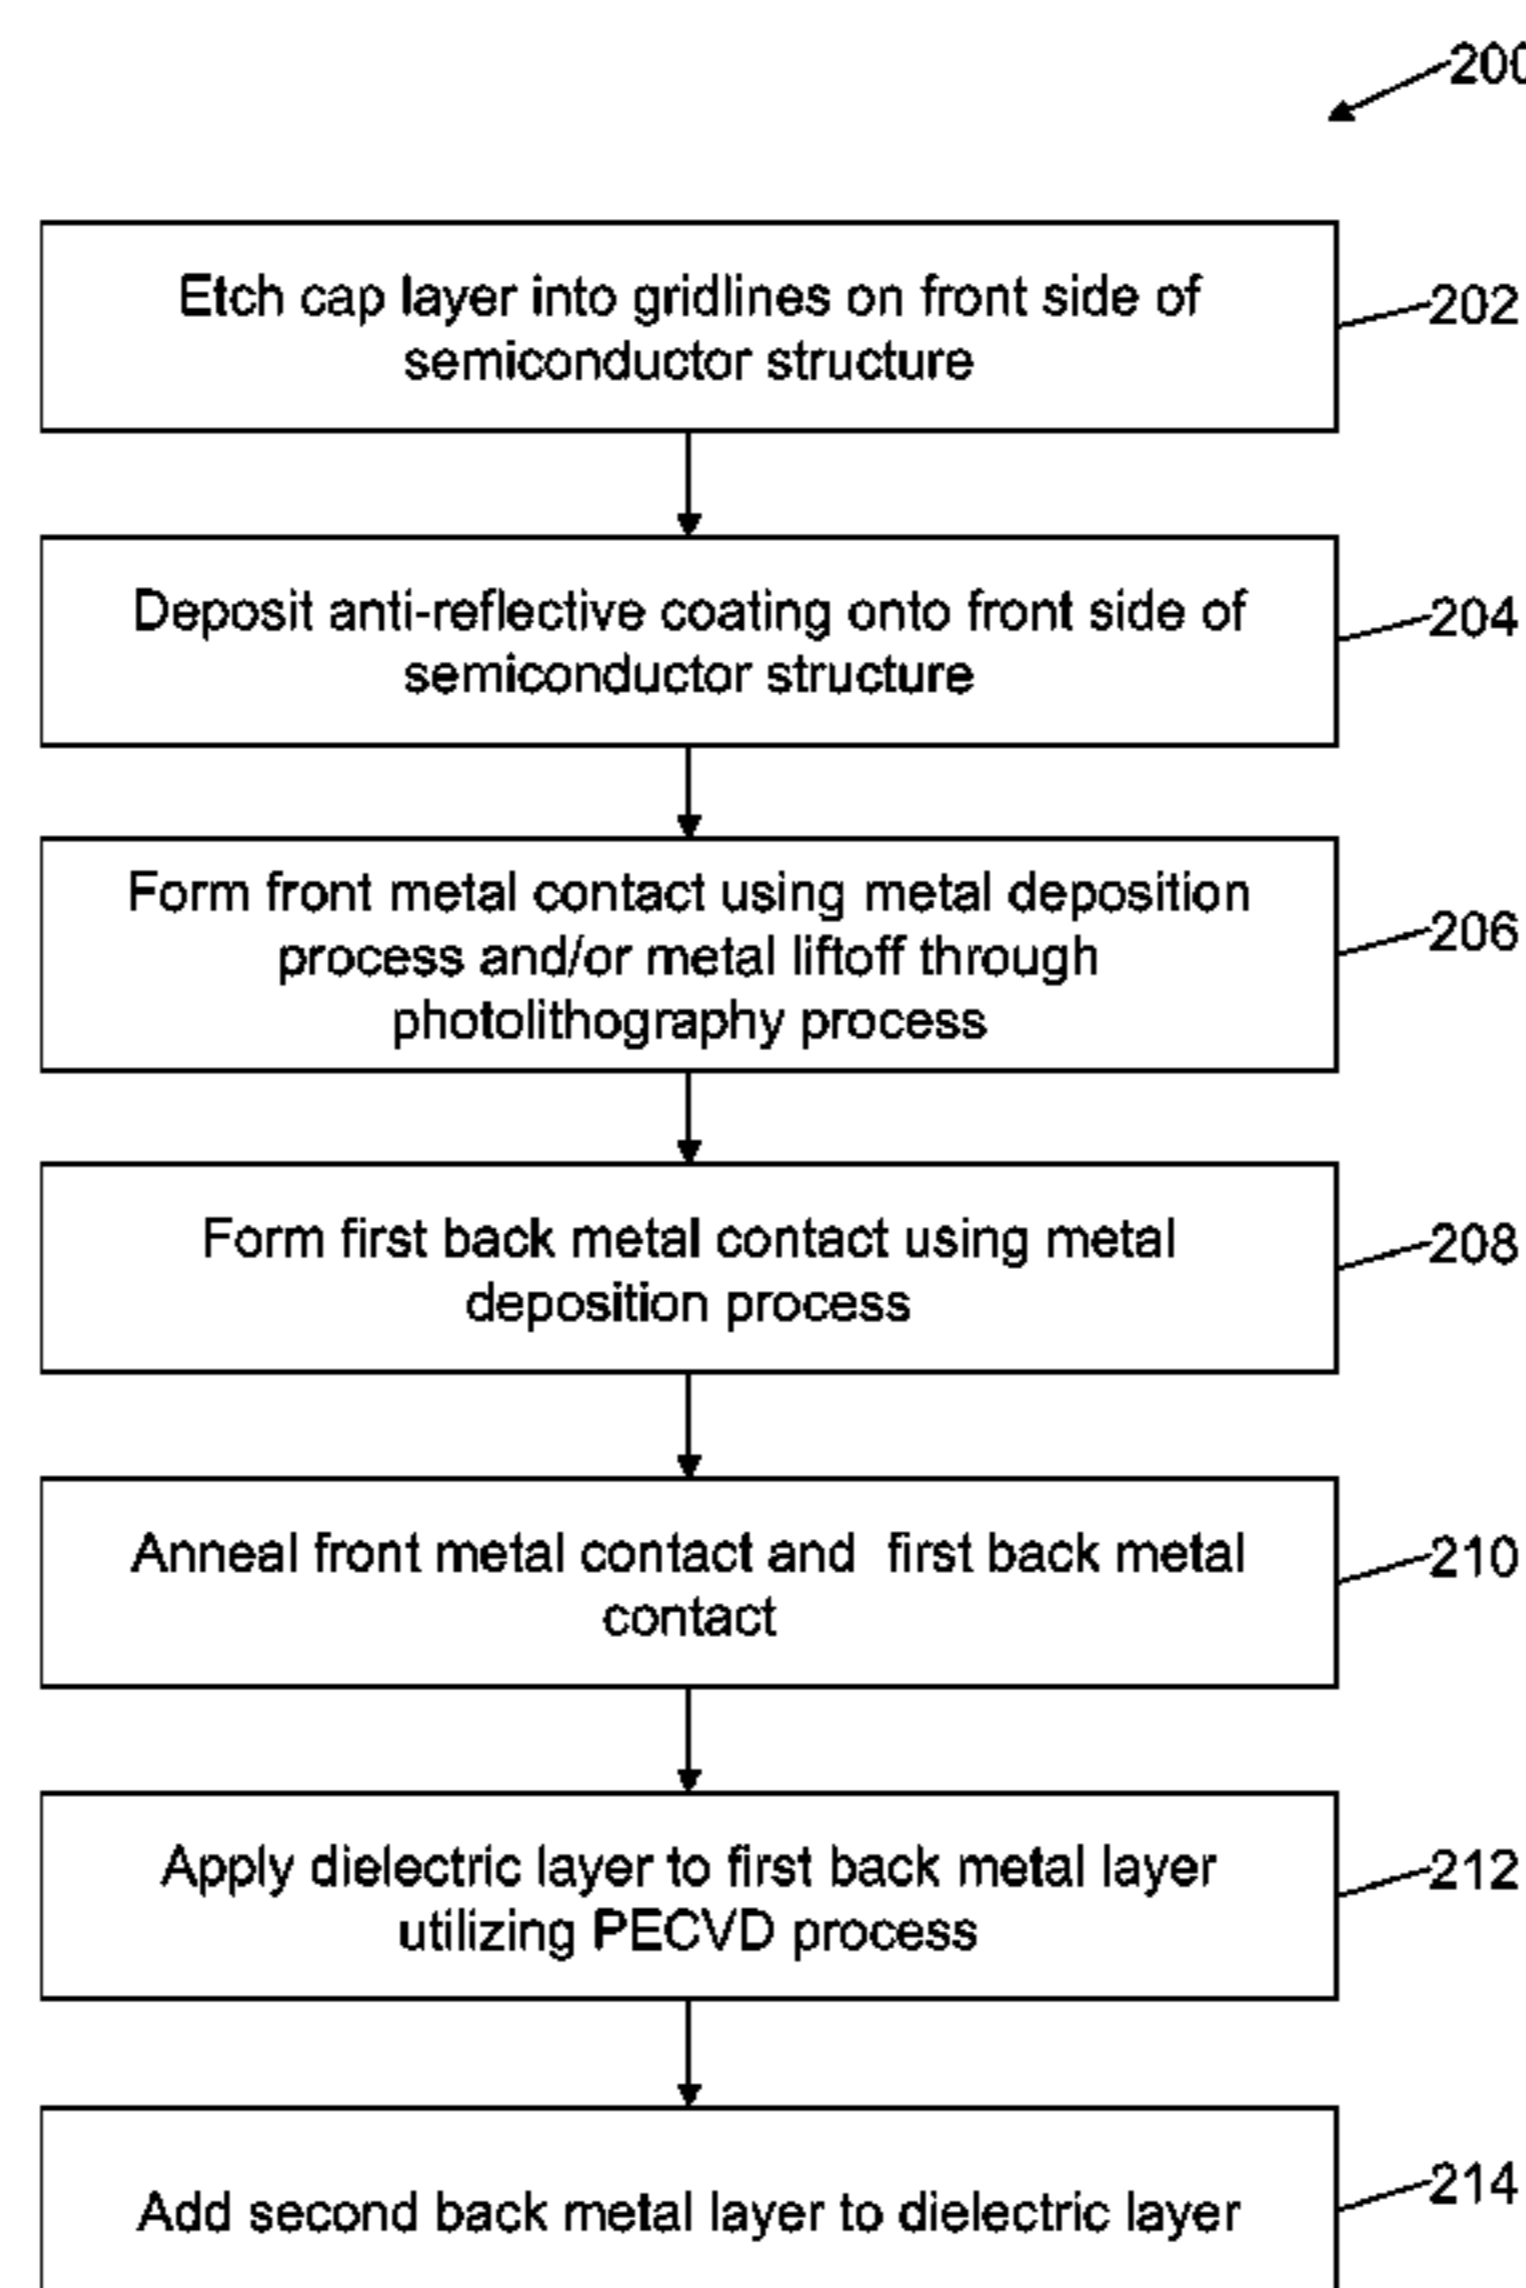 200
Etch cap layer into gridlines on front side of
semiconductor structure
202
Deposit anti-reflective coating onto front side of
semiconductor structure
204
Form front metal contact using metal deposition
process and/or metal liftoff through
photolithography process
206
Form first back metal contact using metal
deposition process
208
Anneal front metal contact and first back metal
contact
210
Apply dielectric layer to first back metal layer
utilizing PECVD process
212
Add second back metal layer to dielectric layer
214